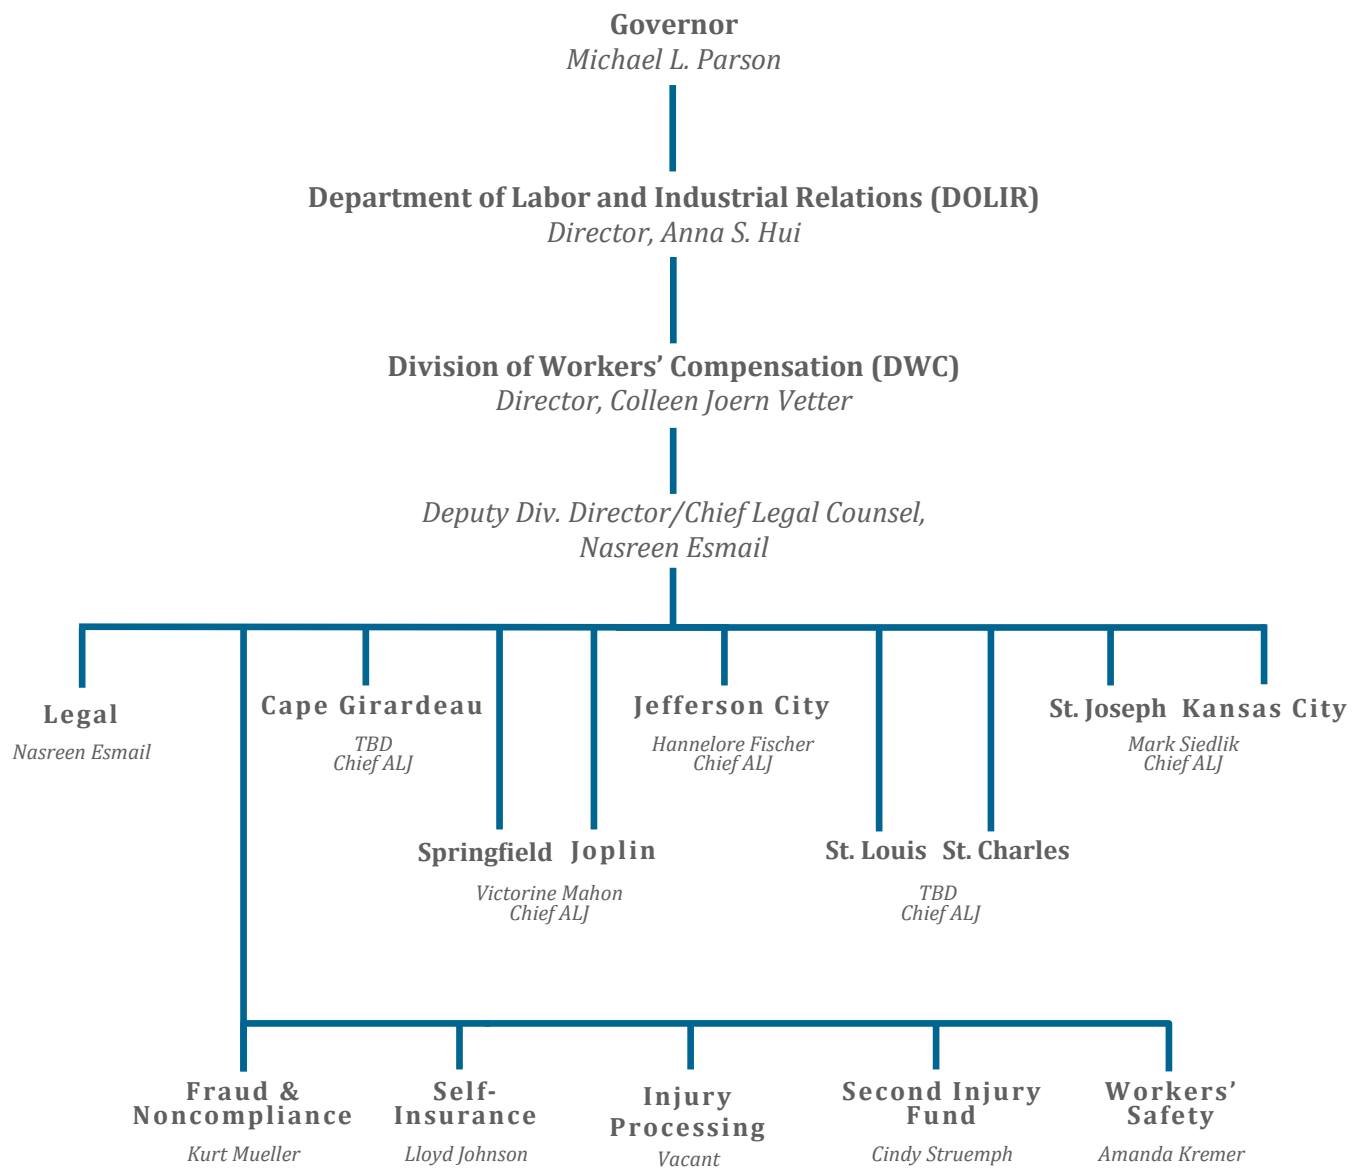 Governor
Michael L. Parson
Department of Labor and Industrial Relations (DOLIR)
Director, Anna S. Hui
Division of Workers’ Compensation (DWC)
Director, Colleen Joern Vetter
Deputy Div. Director/Chief Legal Counsel,
Nasreen Esmail
Legal
Nasreen Esmail
Cape Girardeau
TBD
Chief ALJ
Jefferson City
Hannelore Fischer
Chief ALJ
St. Joseph Kansas City
Mark Siedlik
Chief ALJ
Springfield Joplin
Victorine Mahon
Chief ALJ
St. Louis St. Charles
TBD
Chief ALJ
Fraud &
Noncompliance
Kurt Mueller
Self-
Insurance
Lloyd Johnson
Injury
Processing
Vacant
Second Injury
Fund
Cindy Struemph
Workers’
Safety
Amanda Kremer